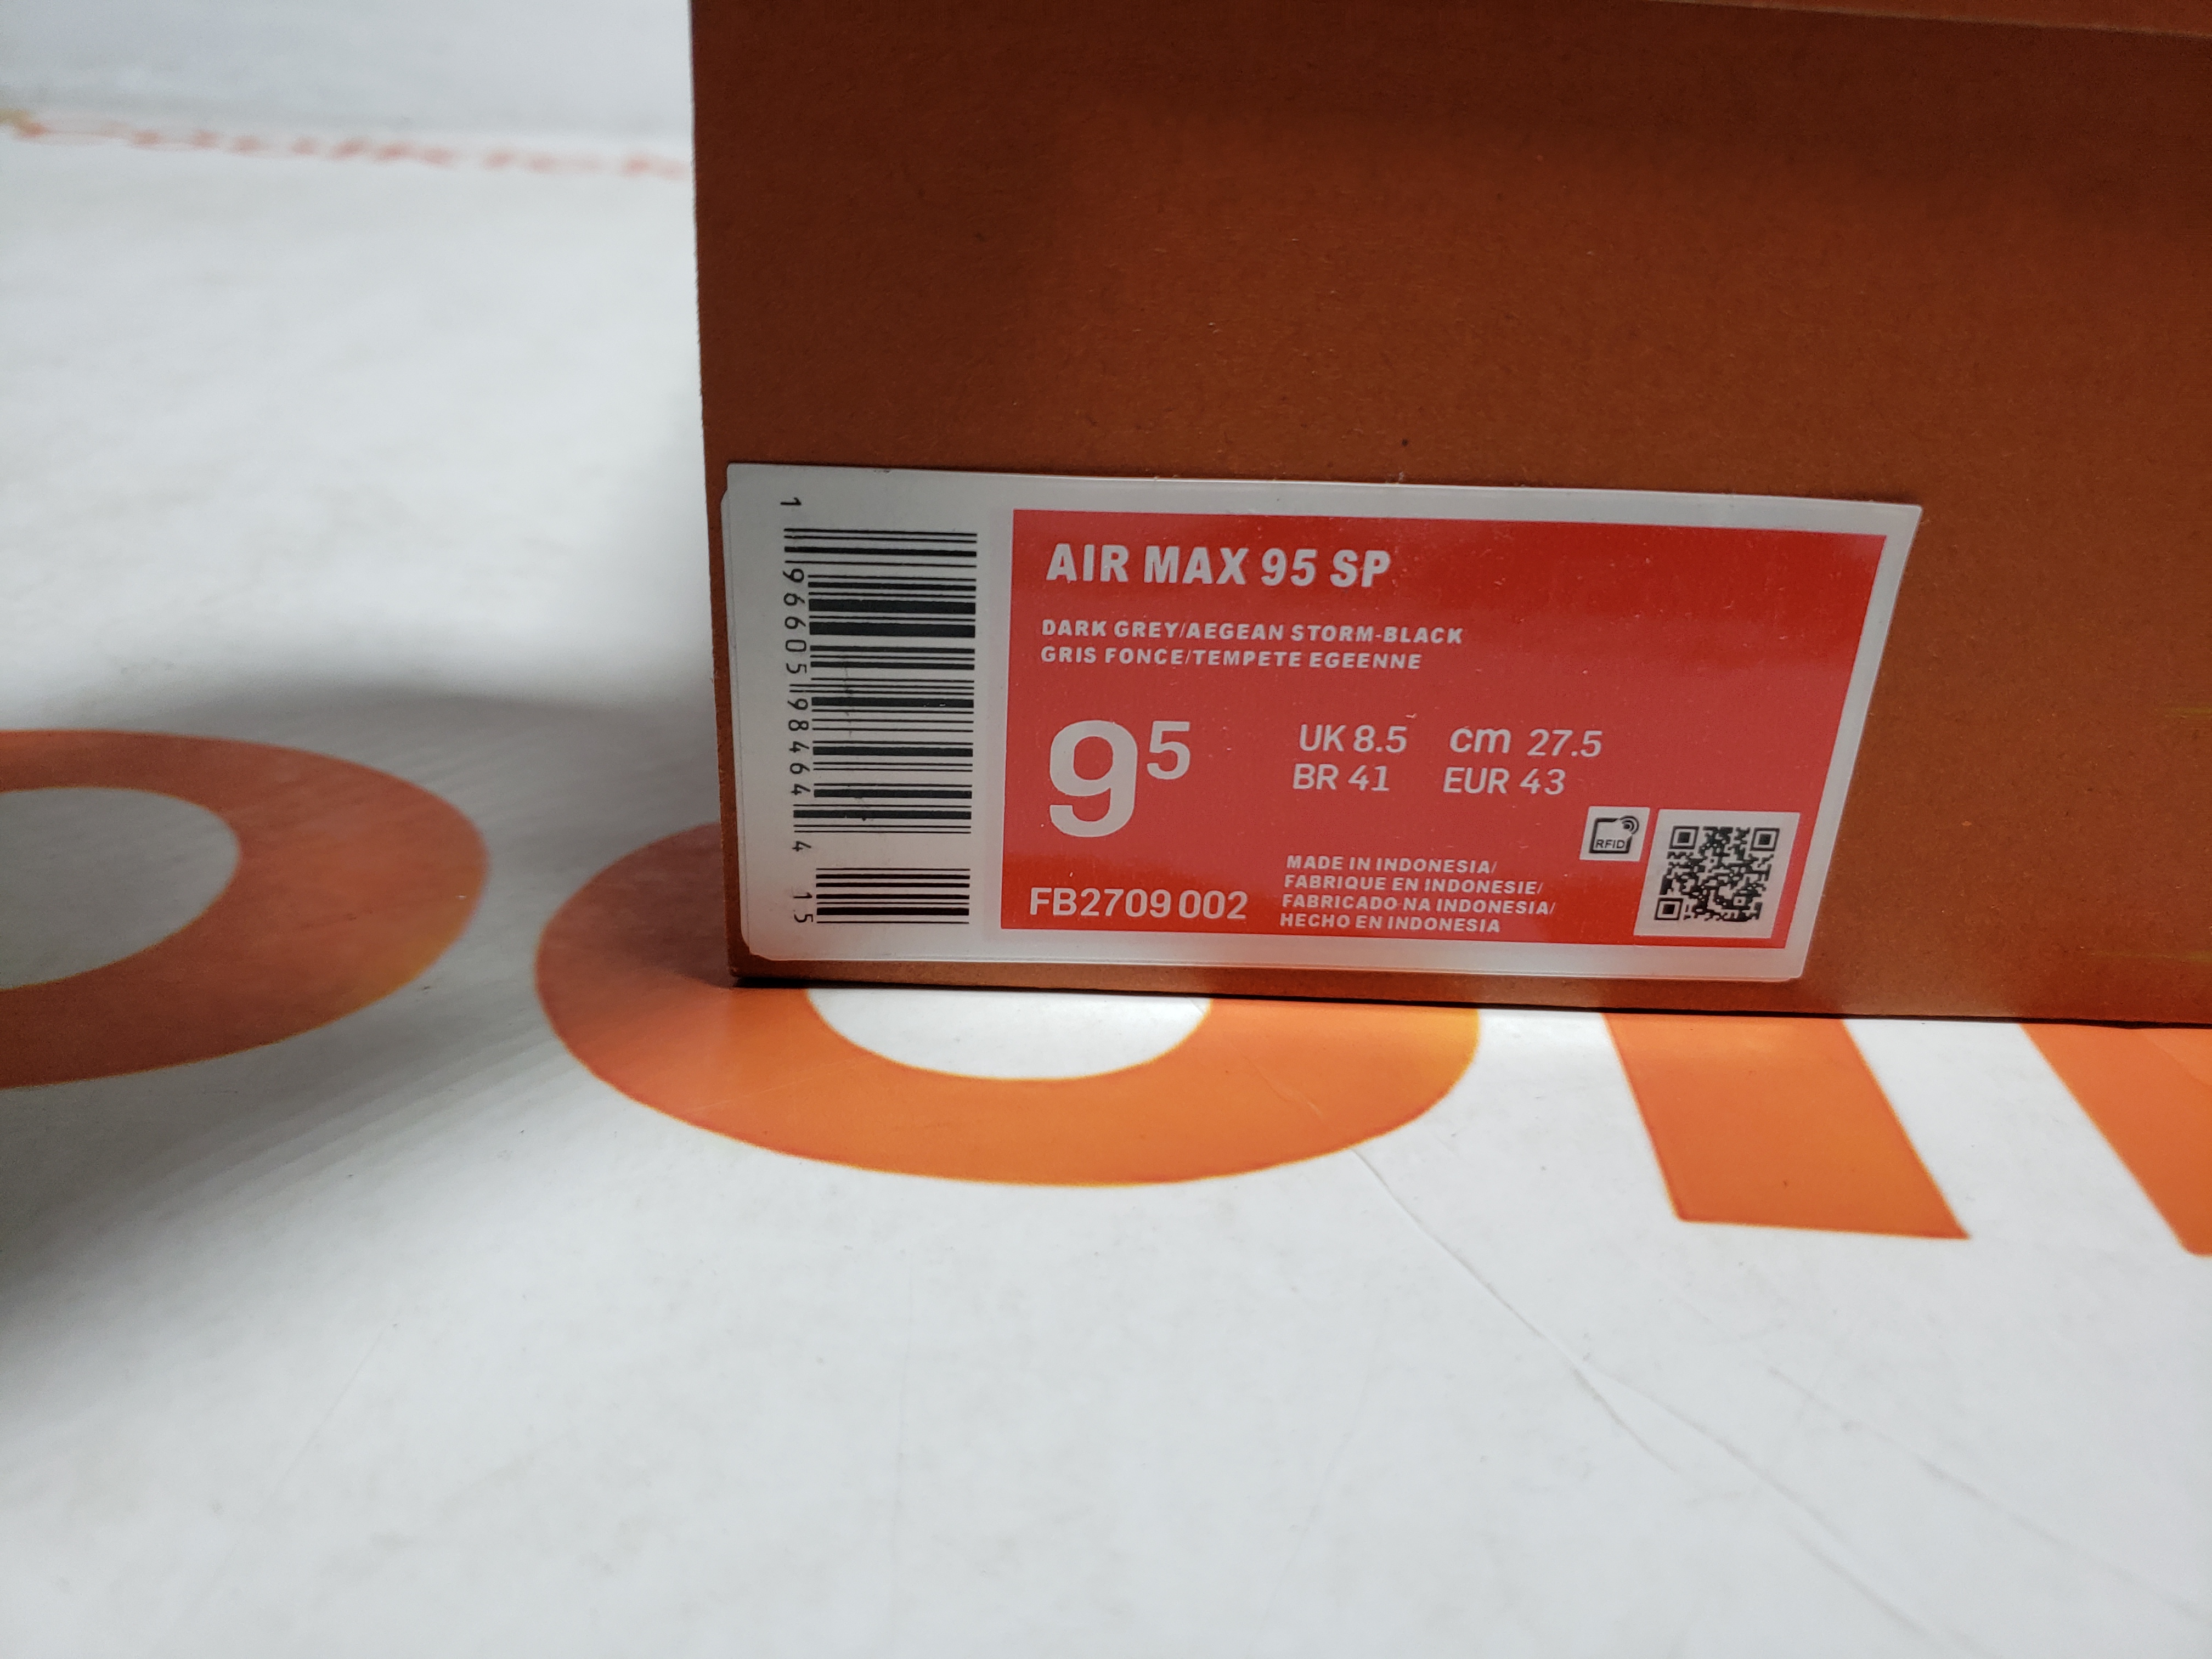 AIR MAX 95 SP
DARK GREY/AEGEAN STORM-BLACK
GRIS FONCE/TEMPETE EGEENNE
9⁵
UK 8.5 cm 27.5
BR 41 EUR 43
RFID
FB2709 002
MADE IN INDONESIA/
FABRIQUE EN INDONESIE/
FABRICADO NA INDONESIA/
HECHO EN INDONESIA
1 96605 98464 4 15